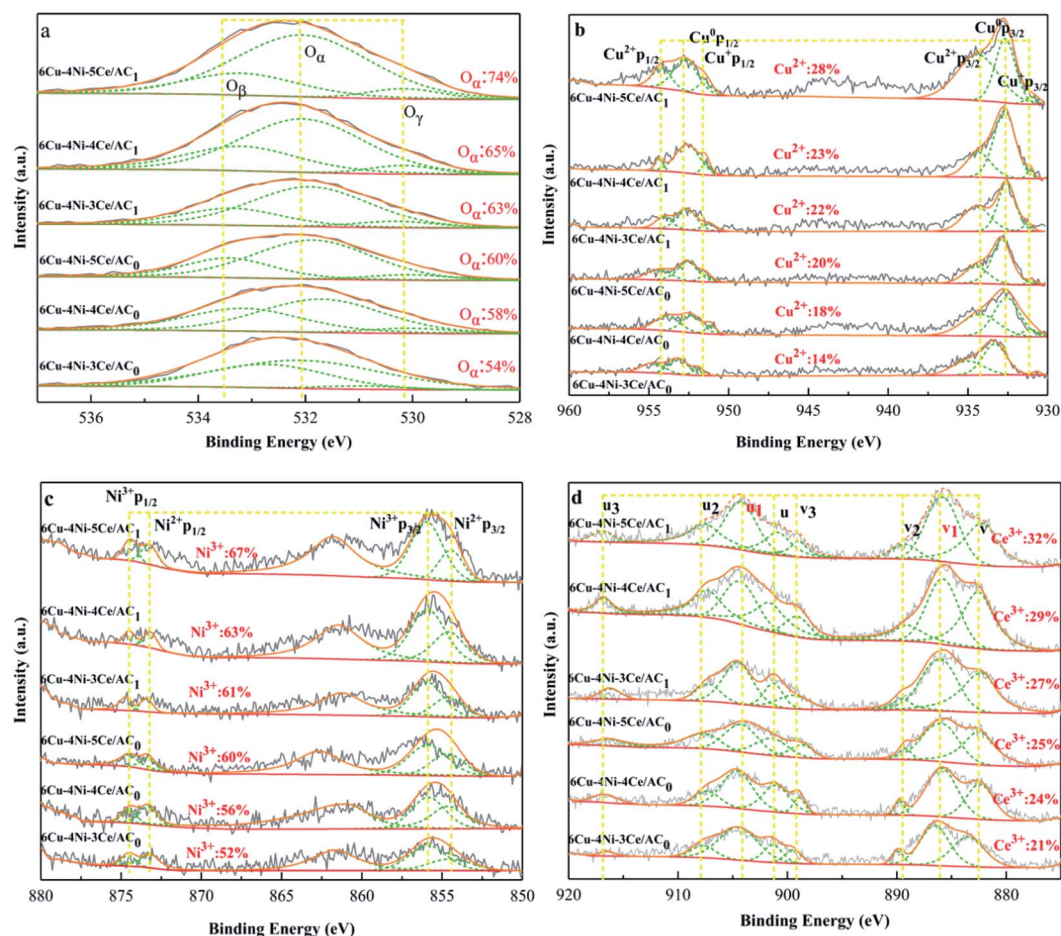 a
6Cu-4Ni-5Ce/AC1
Oβ
Oα
Oγ
Oα:74%
6Cu-4Ni-4Ce/AC1
Oα:65%
6Cu-4Ni-3Ce/AC1
Oα:63%
6Cu-4Ni-5Ce/AC0
Oα:60%
6Cu-4Ni-4Ce/AC0
Oα:58%
6Cu-4Ni-3Ce/AC0
Oα:54%
536 534 532 530 528
Binding Energy (eV)
Intensity (a.u.)
b
Cu2+p1/2
Cu0p1/2
Cu+p1/2
Cu2+p3/2
Cu0p3/2
Cu+p3/2
6Cu-4Ni-5Ce/AC1
Cu2+:28%
6Cu-4Ni-4Ce/AC1
Cu2+:23%
6Cu-4Ni-3Ce/AC1
Cu2+:22%
6Cu-4Ni-5Ce/AC0
Cu2+:20%
6Cu-4Ni-4Ce/AC0
Cu2+:18%
6Cu-4Ni-3Ce/AC0
Cu2+:14%
960 955 950 945 940 935 930
Binding Energy (eV)
Intensity (a.u.)
c
Ni3+p1/2
Ni2+p1/2
Ni3+p3/2
Ni2+p3/2
6Cu-4Ni-5Ce/AC1
Ni3+:67%
6Cu-4Ni-4Ce/AC1
Ni3+:63%
6Cu-4Ni-3Ce/AC1
Ni3+:61%
6Cu-4Ni-5Ce/AC0
Ni3+:60%
6Cu-4Ni-4Ce/AC0
Ni3+:56%
6Cu-4Ni-3Ce/AC0
Ni3+:52%
880 875 870 865 860 855 850
Binding Energy (eV)
Intensity (a.u.)
d
u3 u2 u1 u v3 v2 v1 v
6Cu-4Ni-5Ce/AC1
Ce3+:32%
6Cu-4Ni-4Ce/AC1
Ce3+:29%
6Cu-4Ni-3Ce/AC1
Ce3+:27%
6Cu-4Ni-5Ce/AC0
Ce3+:25%
6Cu-4Ni-4Ce/AC0
Ce3+:24%
6Cu-4Ni-3Ce/AC0
Ce3+:21%
920 910 900 890 880
Binding Energy (eV)
Intensity (a.u.)